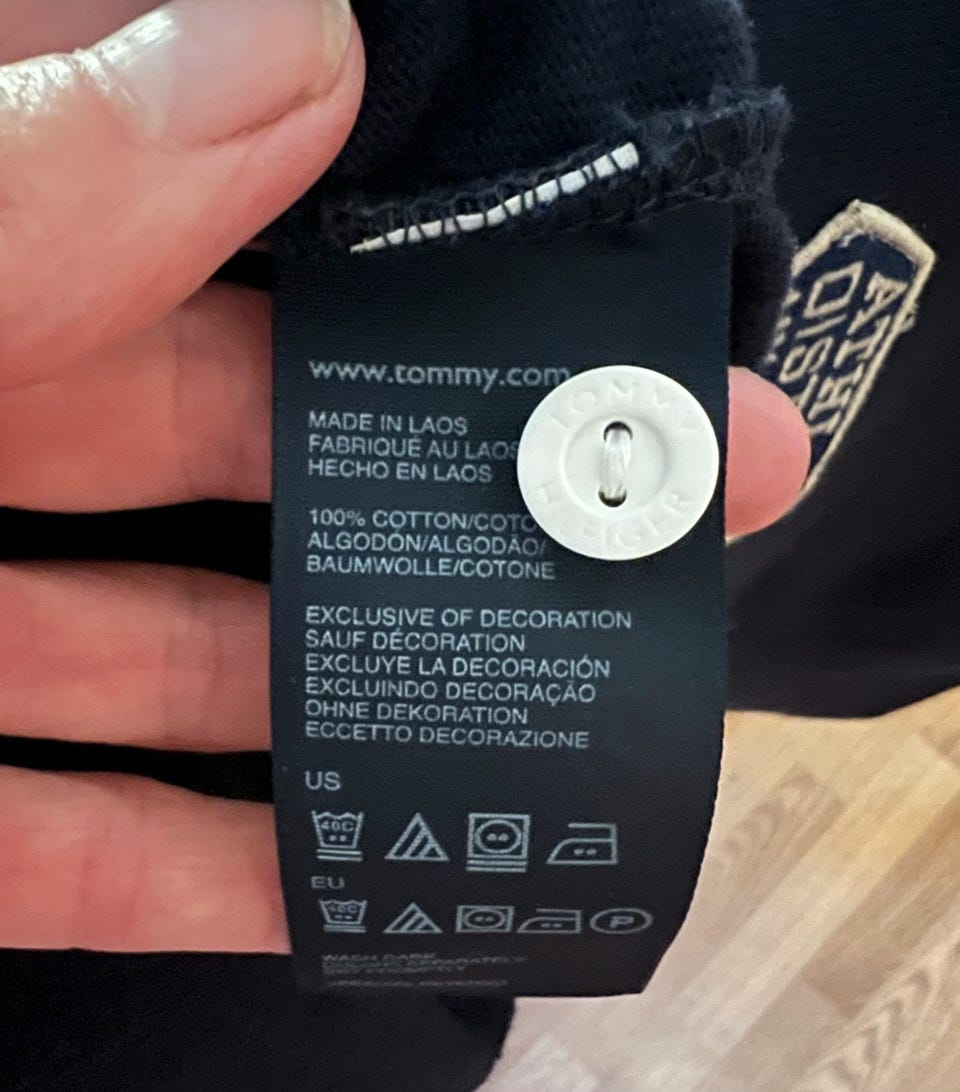 www.tommy.com
MADE IN LAOS
FABRIQUÉ AU LAOS
HECHO EN LAOS
100% COTTON/COTO
ALGODÓN/ALGODÃO/
BAUMWOLLE/COTONE
EXCLUSIVE OF DECORATION
SAUF DÉCORATION
EXCLUYE LA DECORACIÓN
EXCLUINDO DECORAÇÃO
OHNE DEKORATION
ECCETTO DECORAZIONE
US
40C
EU
40C
P
WASH DARK
TOMMY
HILFIGER